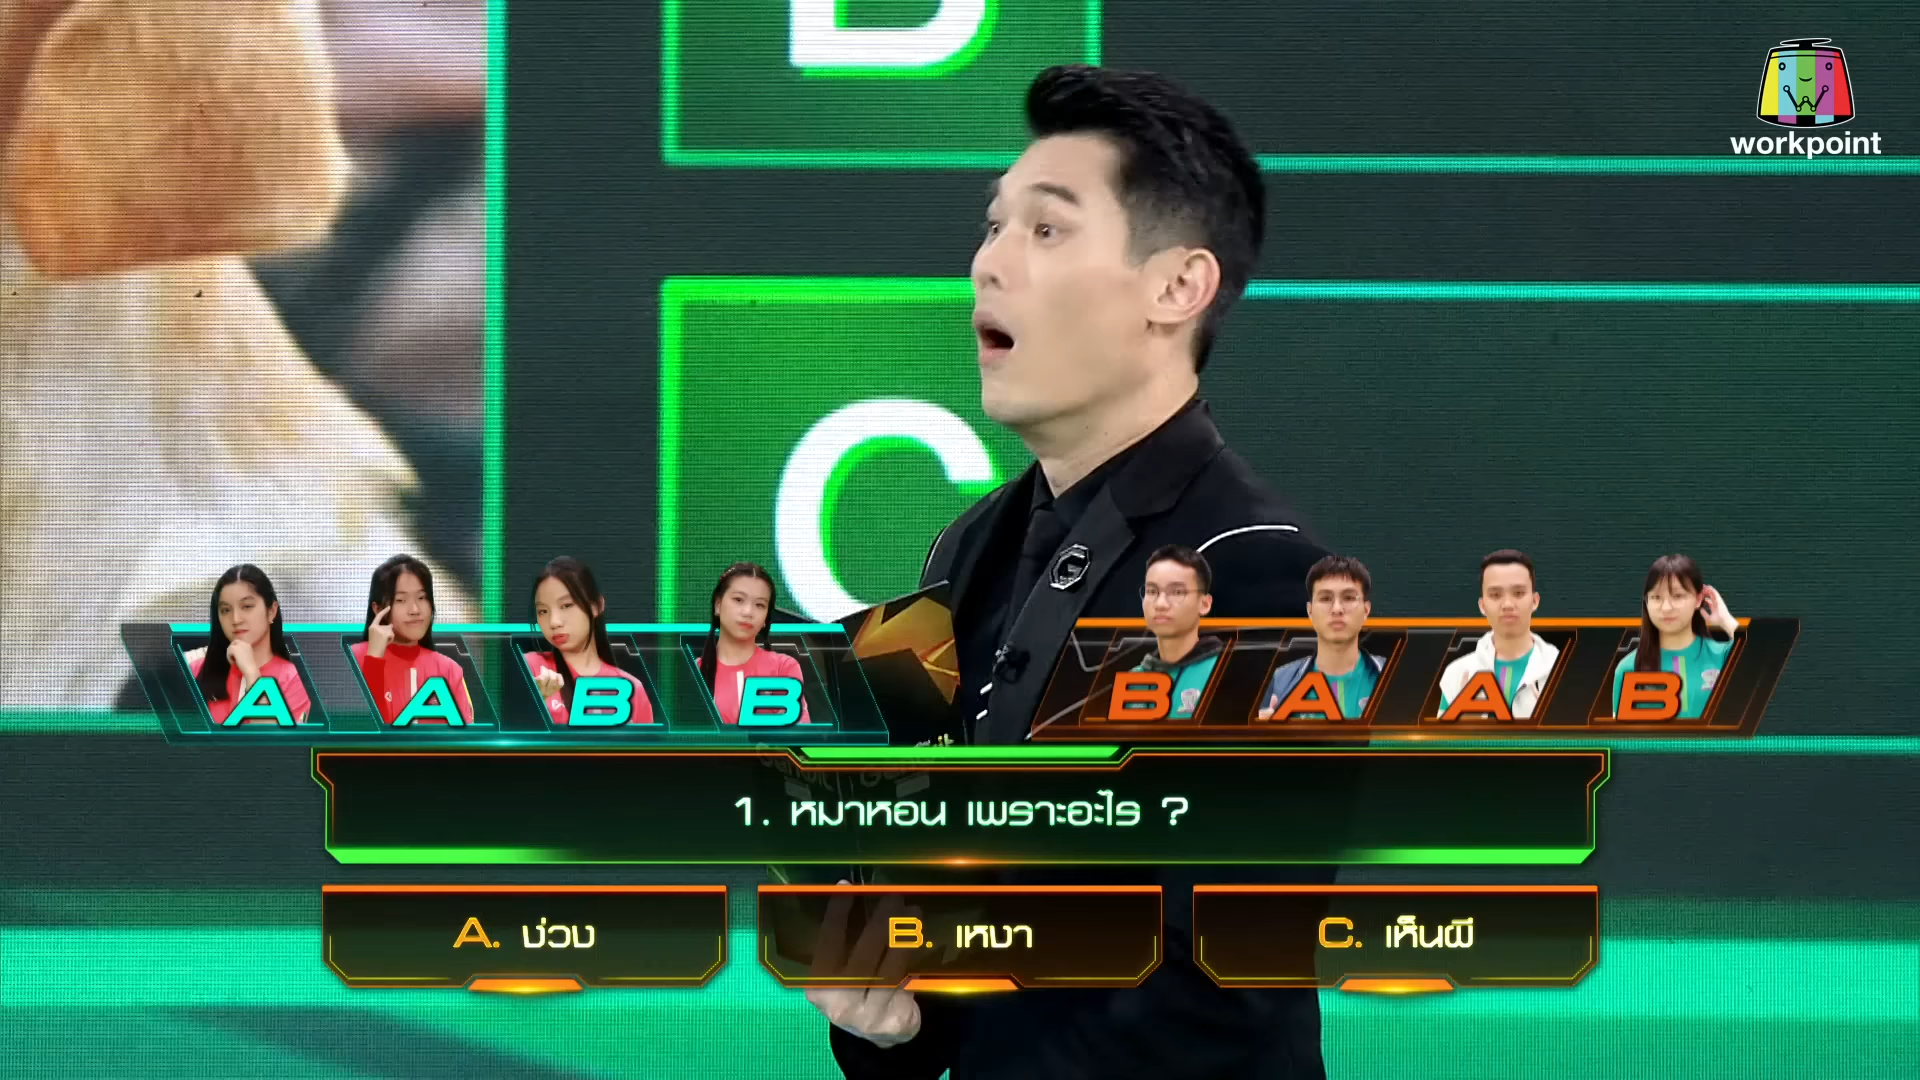 B
workpoint
C
A A B B
B A A B
1. หมาหอน เพราะอะไร ?
A. ง่วง
B. เหงา
C. เห็นผี